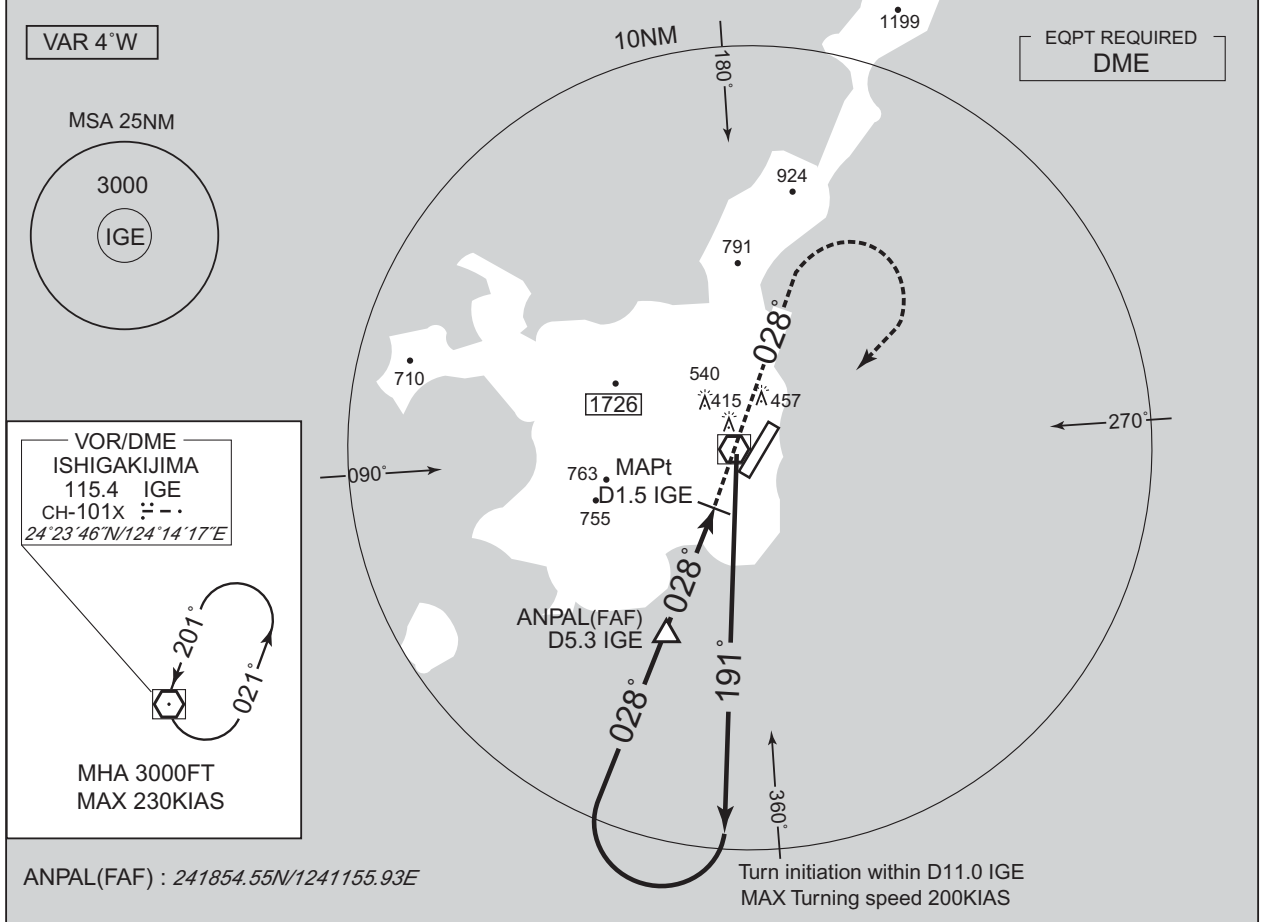 VAR 4°W
10NM
180°
1199
EQPT REQUIRED
DME
MSA 25NM
3000
IGE
924
791
028°
710
1726
540
415
457
270°
090°
763
755
MAPt
D1.5 IGE
VOR/DME
ISHIGAKIJIMA
115.4 IGE
CH-101X
24°23´46˝N/124°14´17˝E
028°
ANPAL(FAF)
D5.3 IGE
191°
028°
201°
021°
MHA 3000FT
MAX 230KIAS
360°
ANPAL(FAF) : 241854.55N/1241155.93E
Turn initiation within D11.0 IGE
MAX Turning speed 200KIAS